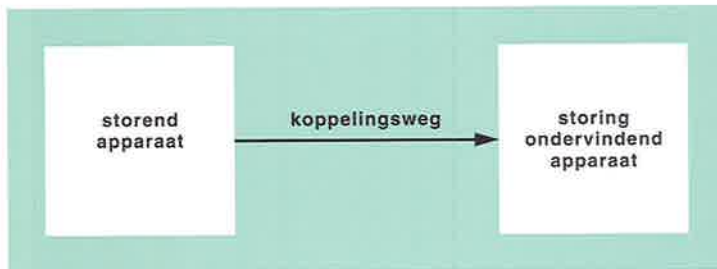 storend
apparaat
koppelingsweg
storing
ondervindend
apparaat